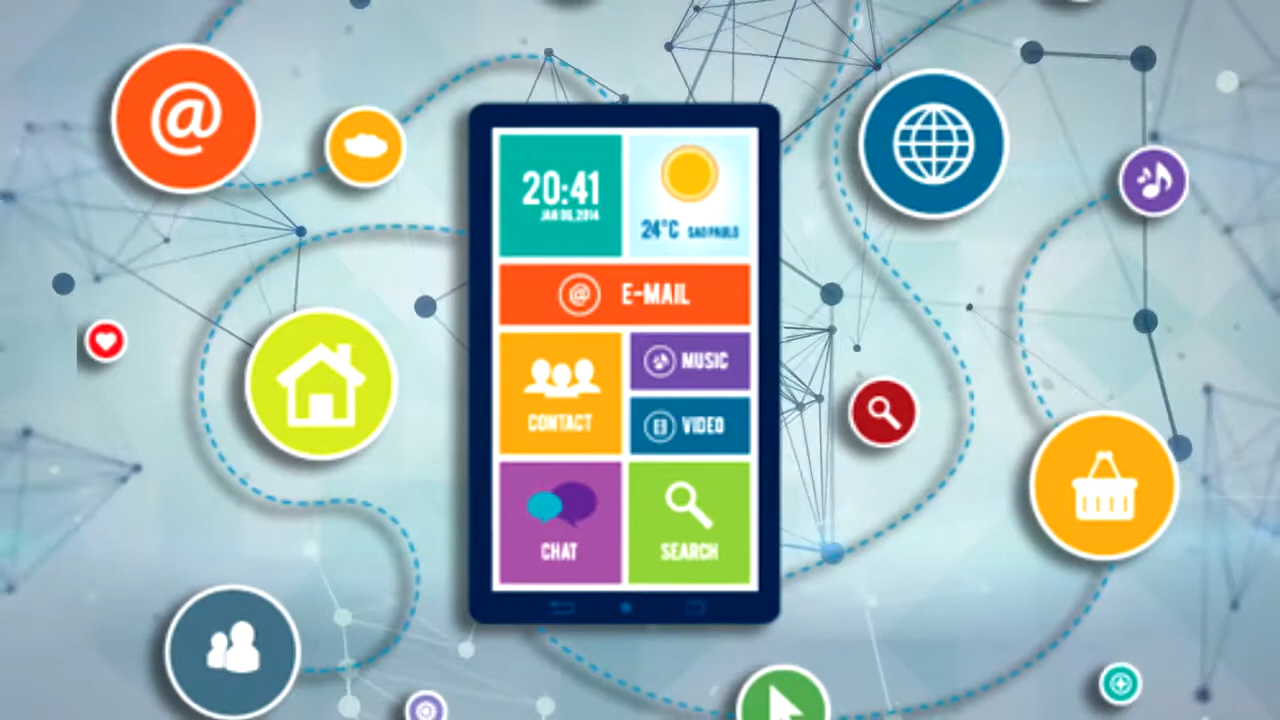 @
20:41
JAN 06, 2014
24°C SAO PAULO
@ E-MAIL
MUSIC
CONTACT
VIDEO
CHAT
SEARCH